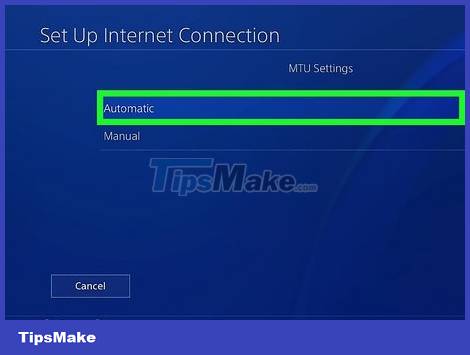 Set Up Internet Connection
MTU Settings
Automatic
Manual
TipsMake.com
Cancel
TipsMake